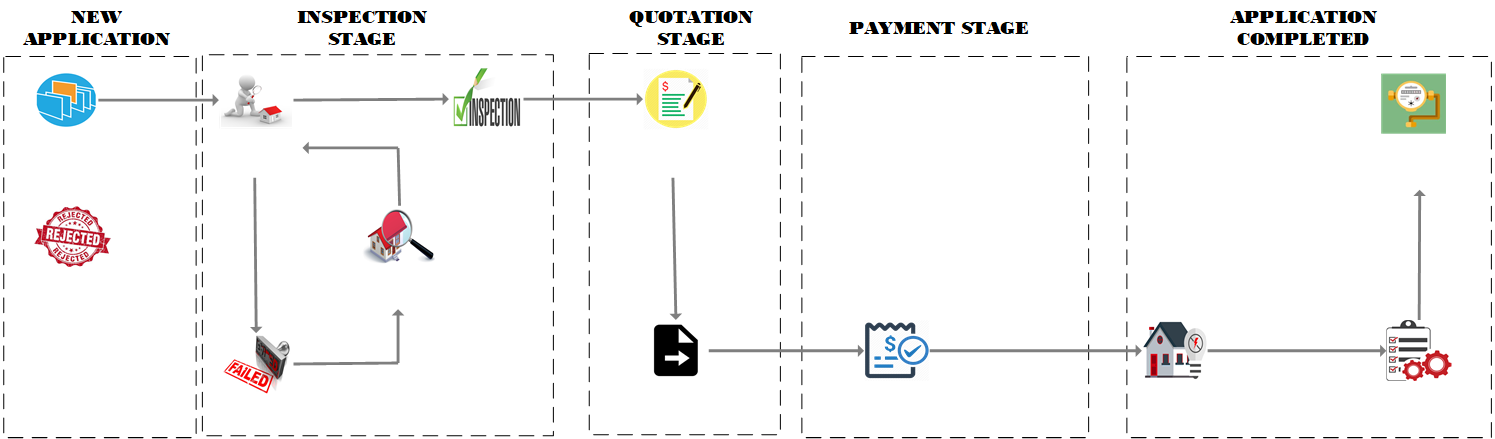 NEW
APPLICATION
INSPECTION
STAGE
QUOTATION
STAGE
PAYMENT STAGE
APPLICATION
COMPLETED
INSPECTION
$
REJECTED
REJECTED
REJECTED
FAILED
$